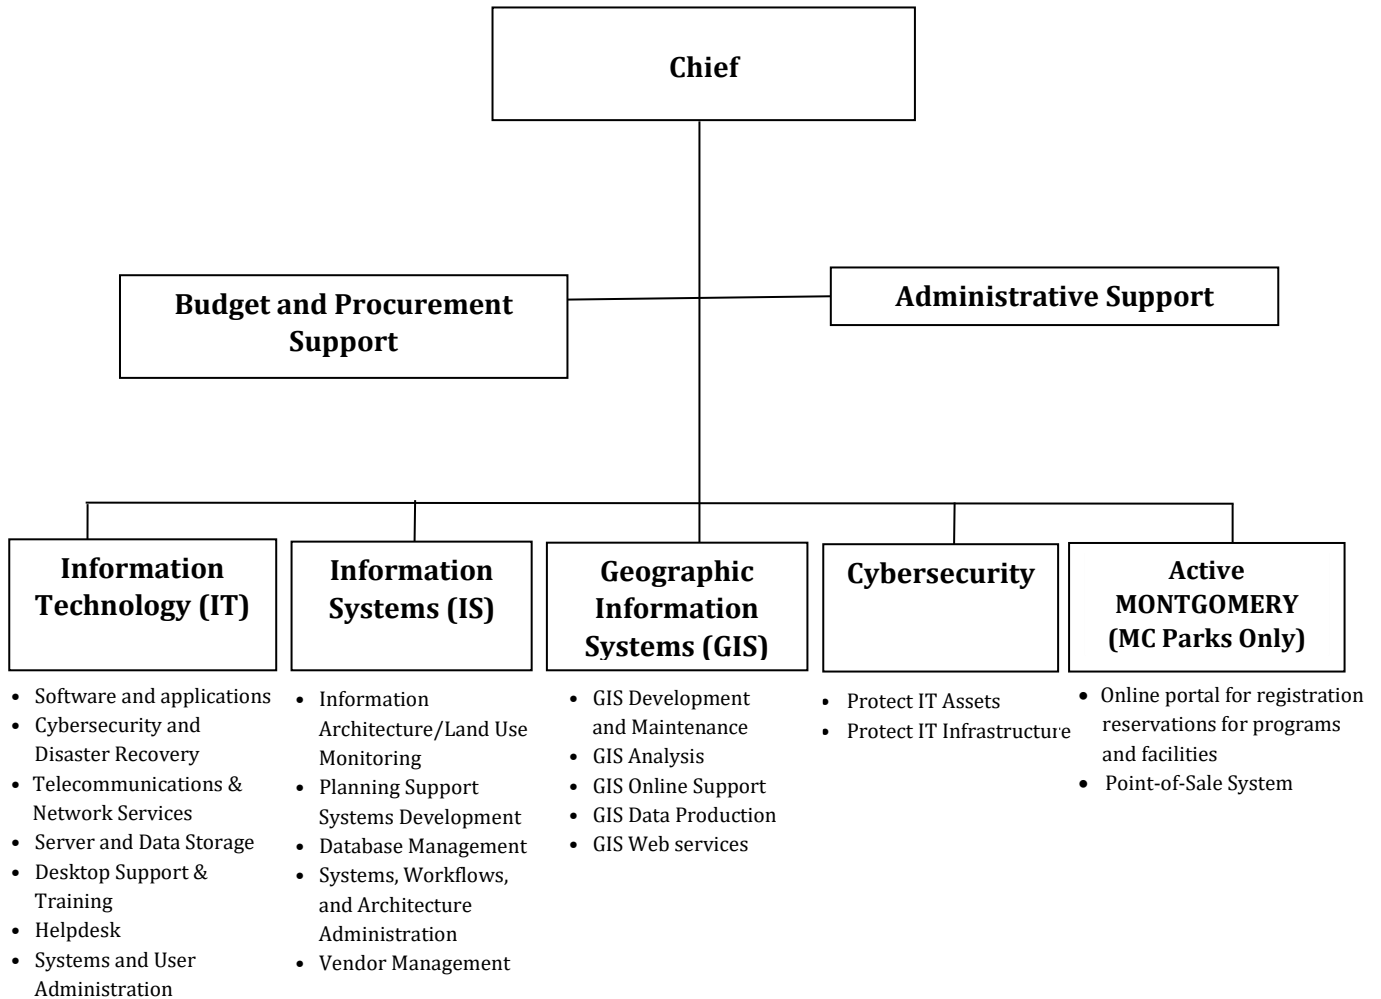 Chief
Budget and Procurement
Support
Administrative Support
Information
Technology (IT)
• Software and applications
• Cybersecurity and
Disaster Recovery
• Telecommunications &
Network Services
• Server and Data Storage
• Desktop Support &
Training
• Helpdesk
• Systems and User
Administration
Information
Systems (IS)
• Information
Architecture/Land Use
Monitoring
• Planning Support
Systems Development
• Database Management
• Systems, Workflows,
and Architecture
Administration
• Vendor Management
Geographic
Information
Systems (GIS)
• GIS Development
and Maintenance
• GIS Analysis
• GIS Online Support
• GIS Data Production
• GIS Web services
Cybersecurity
• Protect IT Assets
• Protect IT Infrastructure
Active
MONTGOMERY
(MC Parks Only)
• Online portal for registration
reservations for programs
and facilities
• Point-of-Sale System